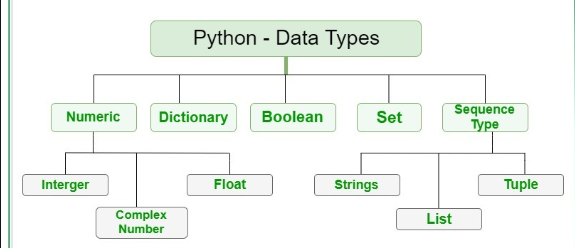 Python - Data Types
Numeric
Dictionary
Boolean
Set
Sequence
Type
Interger
Complex
Number
Float
Strings
List
Tuple